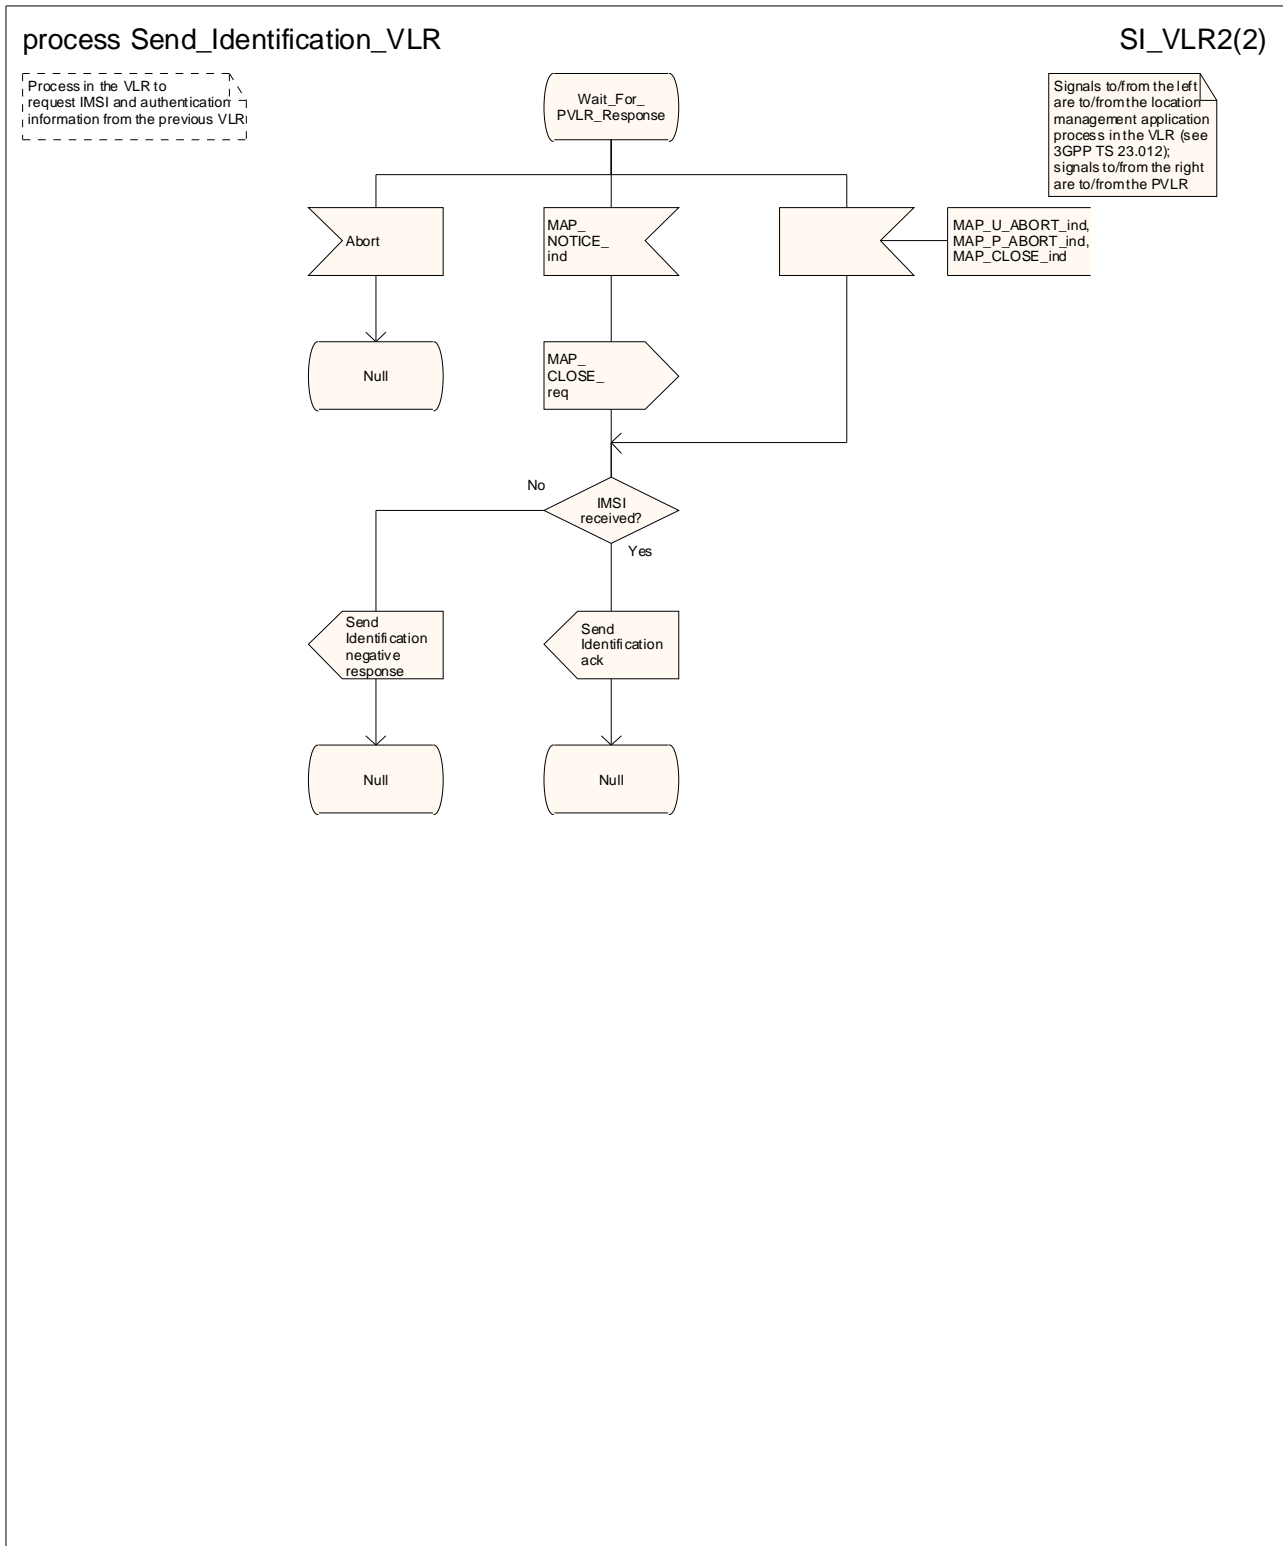 process Send_Identification_VLR
SI_VLR2(2)
Process in the VLR to
request IMSI and authentication
information from the previous VLR
Wait_For_
PVLR_Response
Signals to/from the left
are to/from the location
management application
process in the VLR (see
3GPP TS 23.012);
signals to/from the right
are to/from the PVLR
Abort
MAP_
NOTICE_
ind
MAP_U_ABORT_ind,
MAP_P_ABORT_ind,
MAP_CLOSE_ind
Null
MAP_
CLOSE_
req
No
IMSI
received?
Yes
Send
Identification
negative
response
Send
Identification
ack
Null
Null